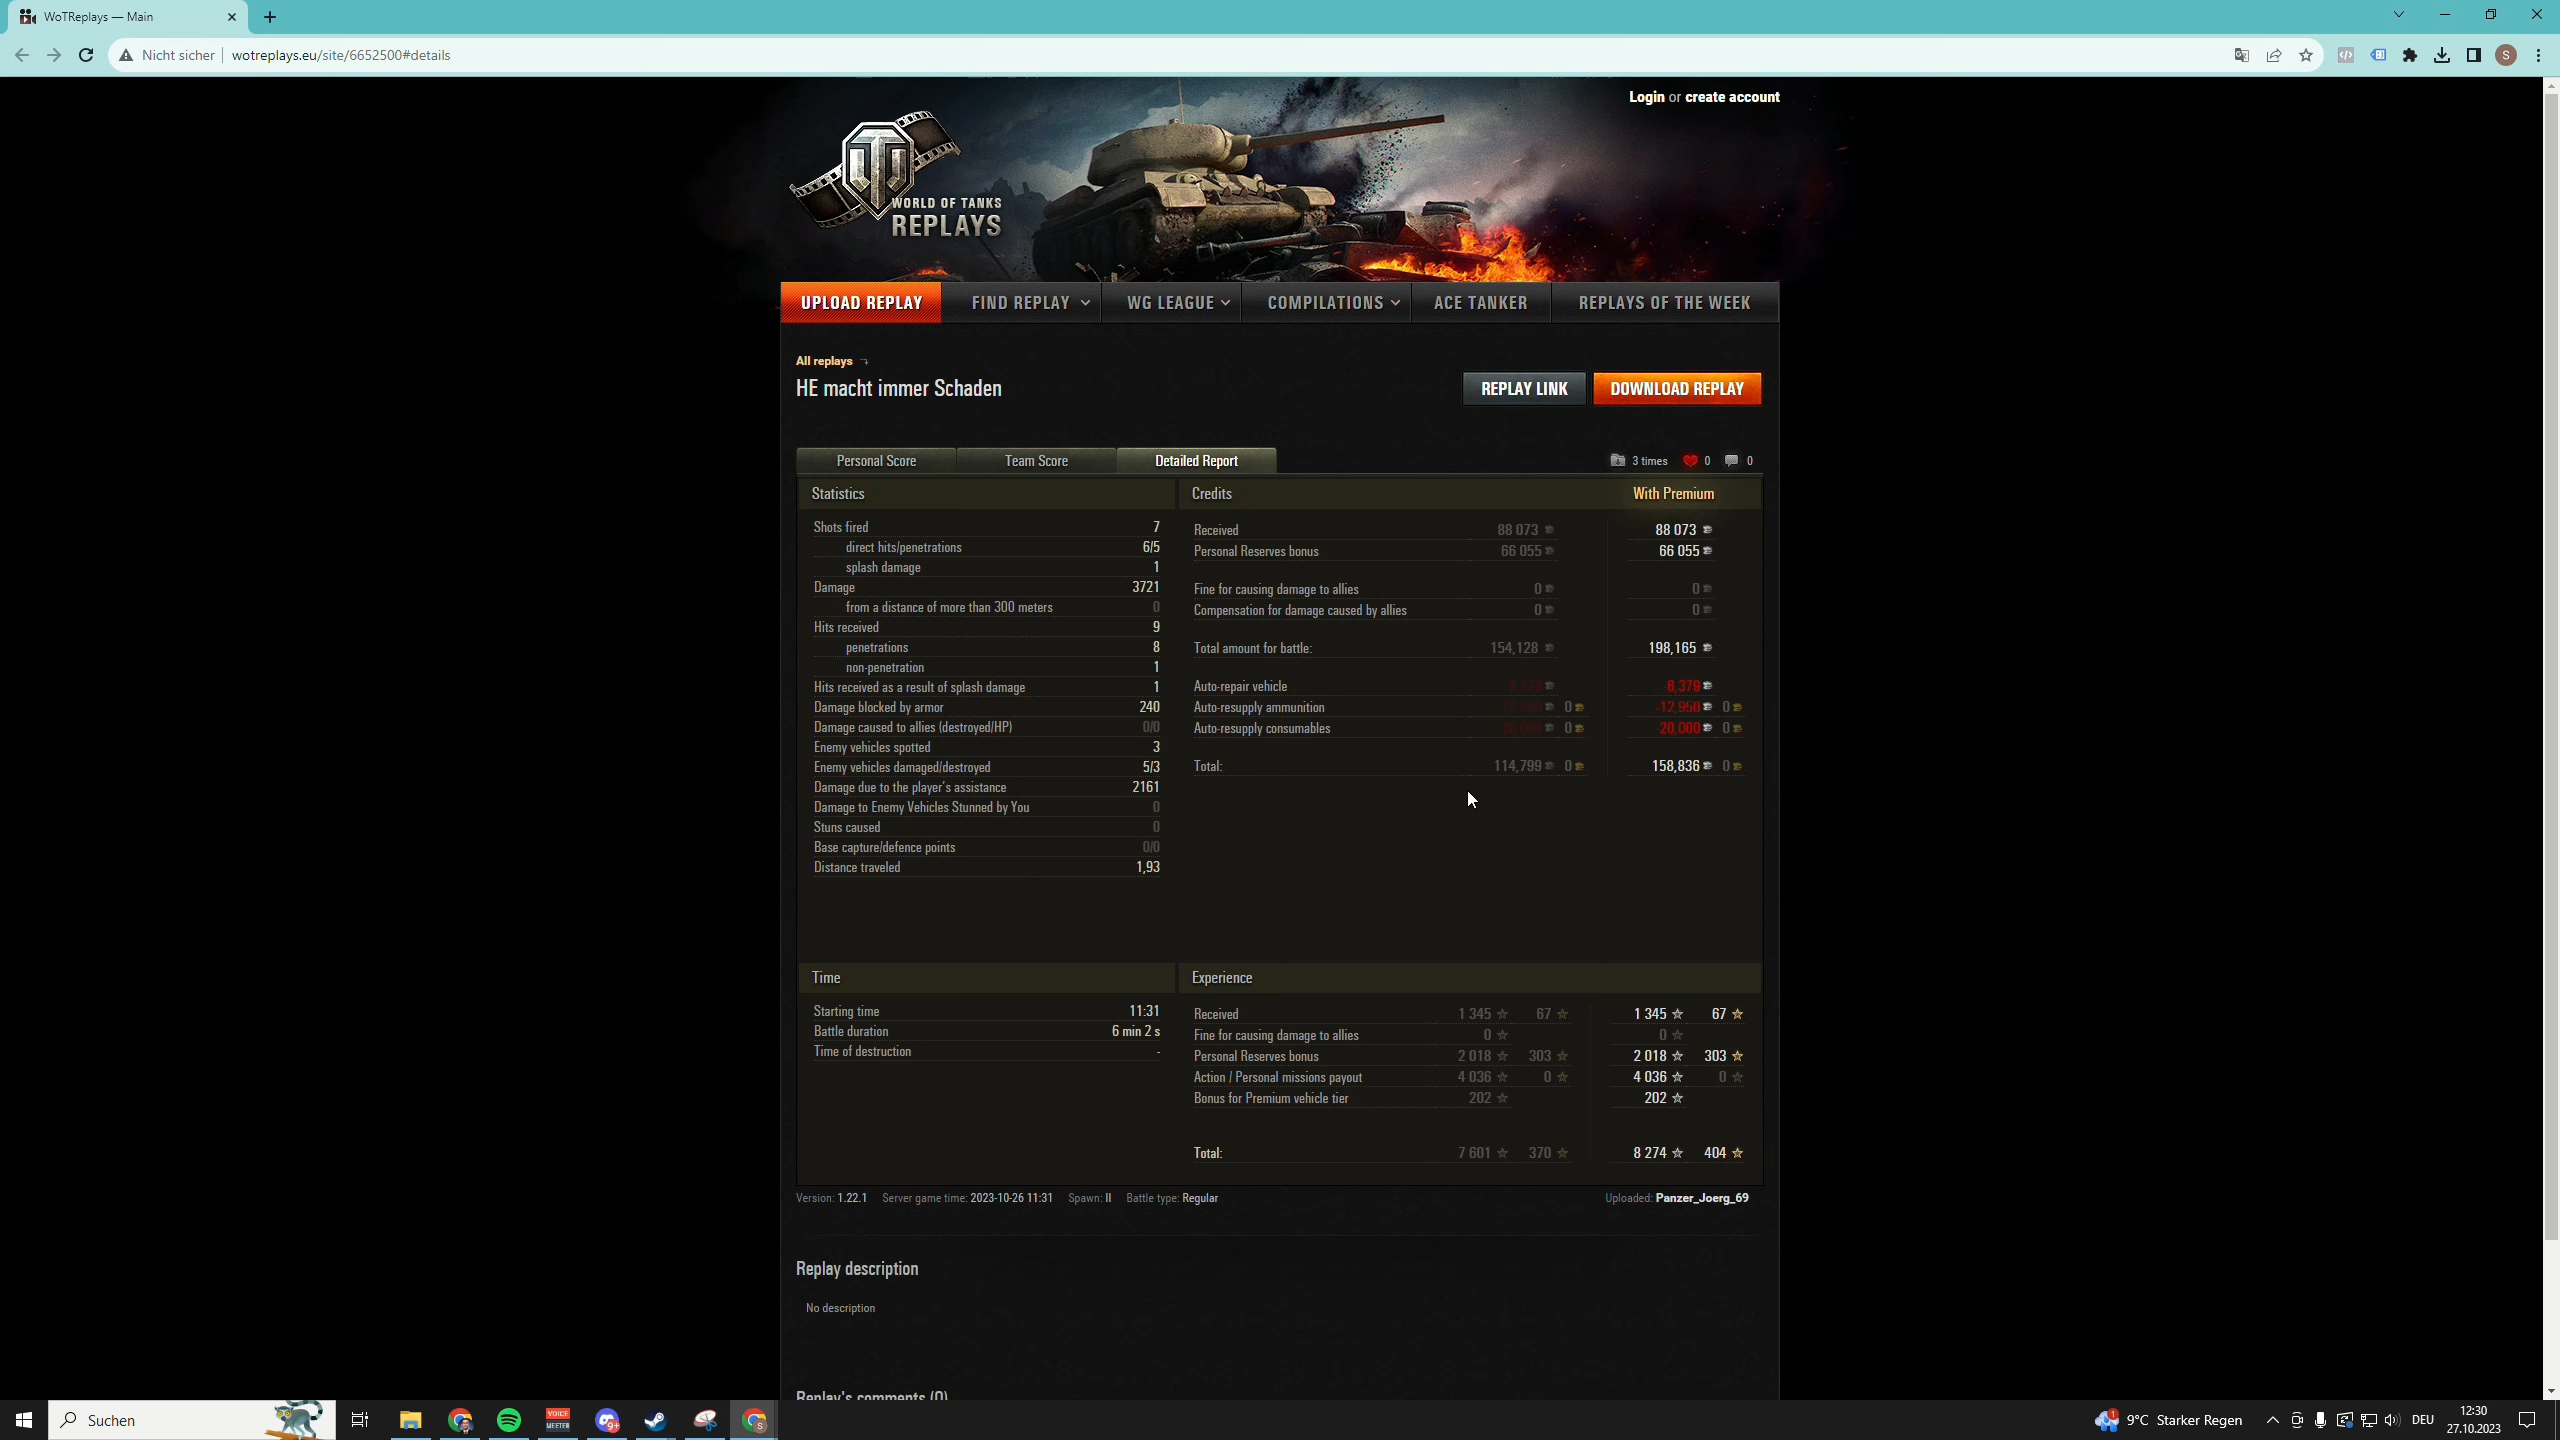 WoTReplays — Main
Nicht sicher wotreplays.eu/site/6652500#details
Login or create account
WORLD OF TANKS
REPLAYS
UPLOAD REPLAY FIND REPLAY WG LEAGUE COMPILATIONS ACE TANKER REPLAYS OF THE WEEK
All replays
HE macht immer Schaden
REPLAY LINK DOWNLOAD REPLAY
Personal Score Team Score Detailed Report 3 times 0 0
Statistics
Shots fired 7
direct hits/penetrations 6/5
splash damage 1
Damage 3721
from a distance of more than 300 meters 0
Hits received 9
penetrations 8
non-penetration 1
Hits received as a result of splash damage 1
Damage blocked by armor 240
Damage caused to allies (destroyed/HP) 0/0
Enemy vehicles spotted 3
Enemy vehicles damaged/destroyed 5/3
Damage due to the player's assistance 2161
Damage to Enemy Vehicles Stunned by You 0
Stuns caused 0
Base capture/defence points 0/0
Distance traveled 1,93
Credits With Premium
Received 88 073 88 073
Personal Reserves bonus 66 055 66 055
Fine for causing damage to allies 0 0
Compensation for damage caused by allies 0 0
Total amount for battle: 154,128 198,165
Auto-repair vehicle 6,379
Auto-resupply ammunition 0 -12,950 0
Auto-resupply consumables 0 20,000 0
Total: 114,799 0 158,836 0
Time
Starting time 11:31
Battle duration 6 min 2 s
Time of destruction -
Experience
Received 1 345 67 1 345 67
Fine for causing damage to allies 0 0
Personal Reserves bonus 2 018 303 2 018 303
Action / Personal missions payout 4 036 0 4 036 0
Bonus for Premium vehicle tier 202 202
Total: 7 601 370 8 274 404
Version: 1.22.1 Server game time: 2023-10-26 11:31 Spawn: II Battle type: Regular Uploaded: Panzer_Joerg_69
Replay description
No description
Replay's comments (0)
Suchen
VOICE
MEETER
9+
1
9°C Starker Regen
DEU
12:30
27.10.2023
S